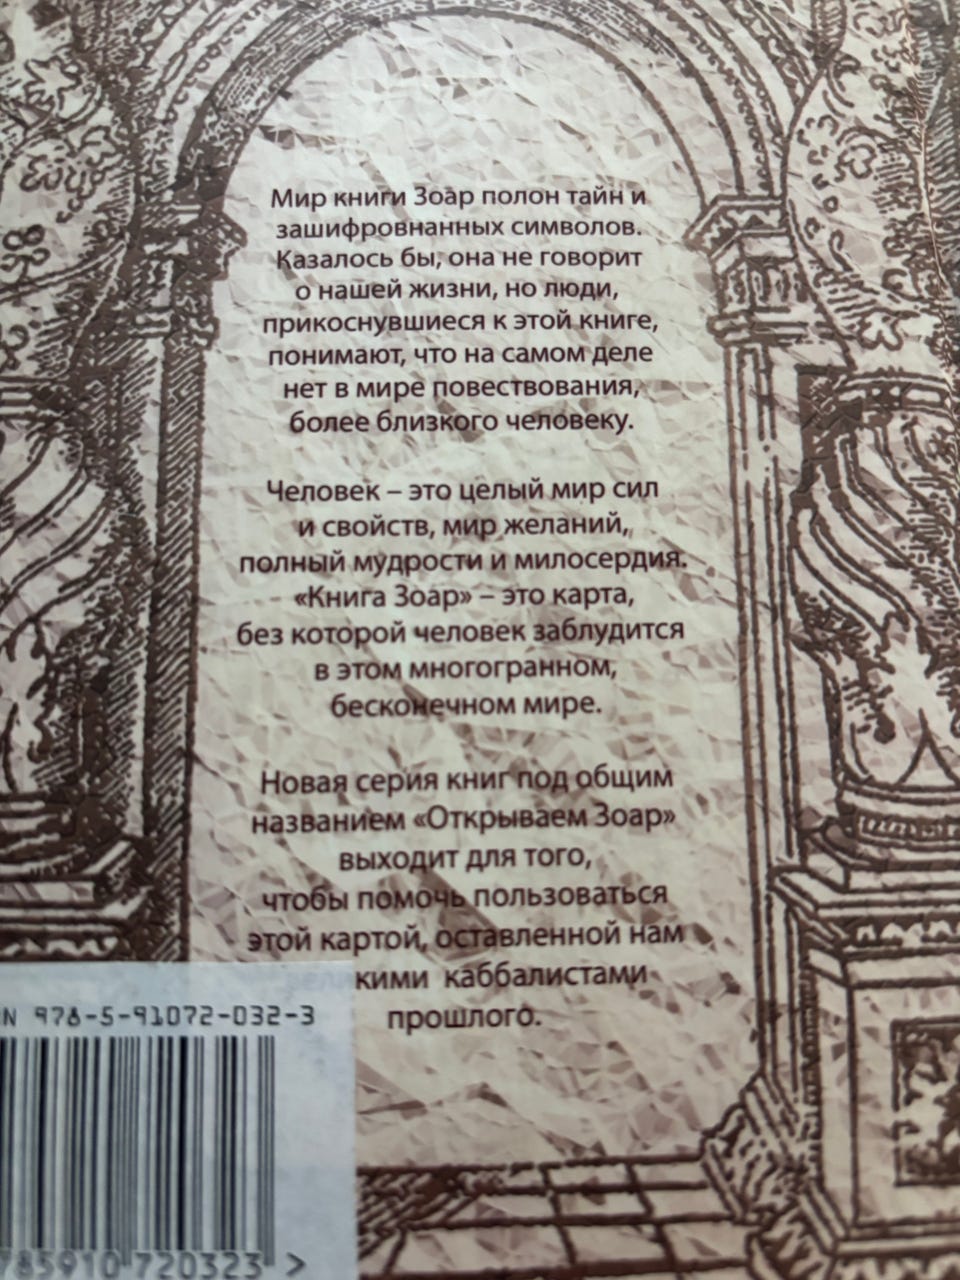 Мир книги Зоар полон тайн и
зашифровнанных символов.
Казалось бы, она не говорит
о нашей жизни, но люди,
прикоснувшиеся к этой книге,
понимают, что на самом деле
нет в мире повествования,
более близкого человеку.
Человек – это целый мир сил
и свойств, мир желаний,
полный мудрости и милосердия.
«Книга Зоар» – это карта,
без которой человек заблудится
в этом многогранном,
бесконечном мире.
Новая серия книг под общим
названием «Открываем Зоар»
выходит для того,
чтобы помочь пользоваться
этой картой, оставленной нам
великими каббалистами
прошлого.
N 978-5-91072-032-3
785910 720323 >